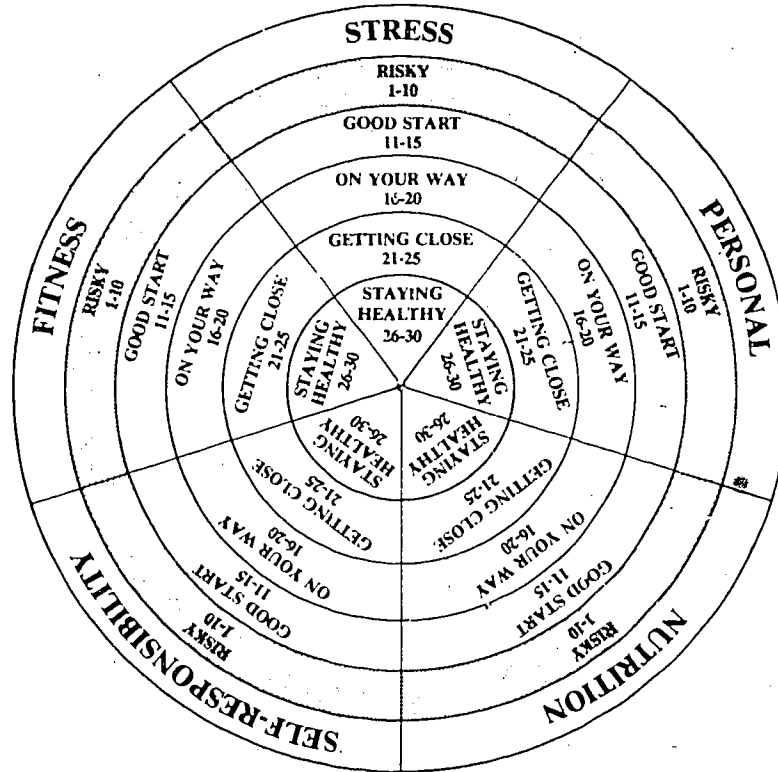 STRESS
RISKY
1-10
GOOD START
11-15
ON YOUR WAY
16-20
GETTING CLOSE
21-25
STAYING
HEALTHY
26-30
PERSONAL
RISKY
1-10
GOOD START
11-15
ON YOUR WAY
16-20
GETTING CLOSE
21-25
STAYING
HEALTHY
26-30
NUTRITION
RISKY
1-10
GOOD START
11-15
ON YOUR WAY
16-20
GETTING CLOSE
21-25
STAYING
HEALTHY
26-30
SELF-RESPONSIBILITY
RISKY
1-10
GOOD START
11-15
ON YOUR WAY
16-20
GETTING CLOSE
21-25
STAYING
HEALTHY
26-30
FITNESS
RISKY
1-10
GOOD START
11-15
ON YOUR WAY
16-20
GETTING CLOSE
21-25
STAYING
HEALTHY
26-30